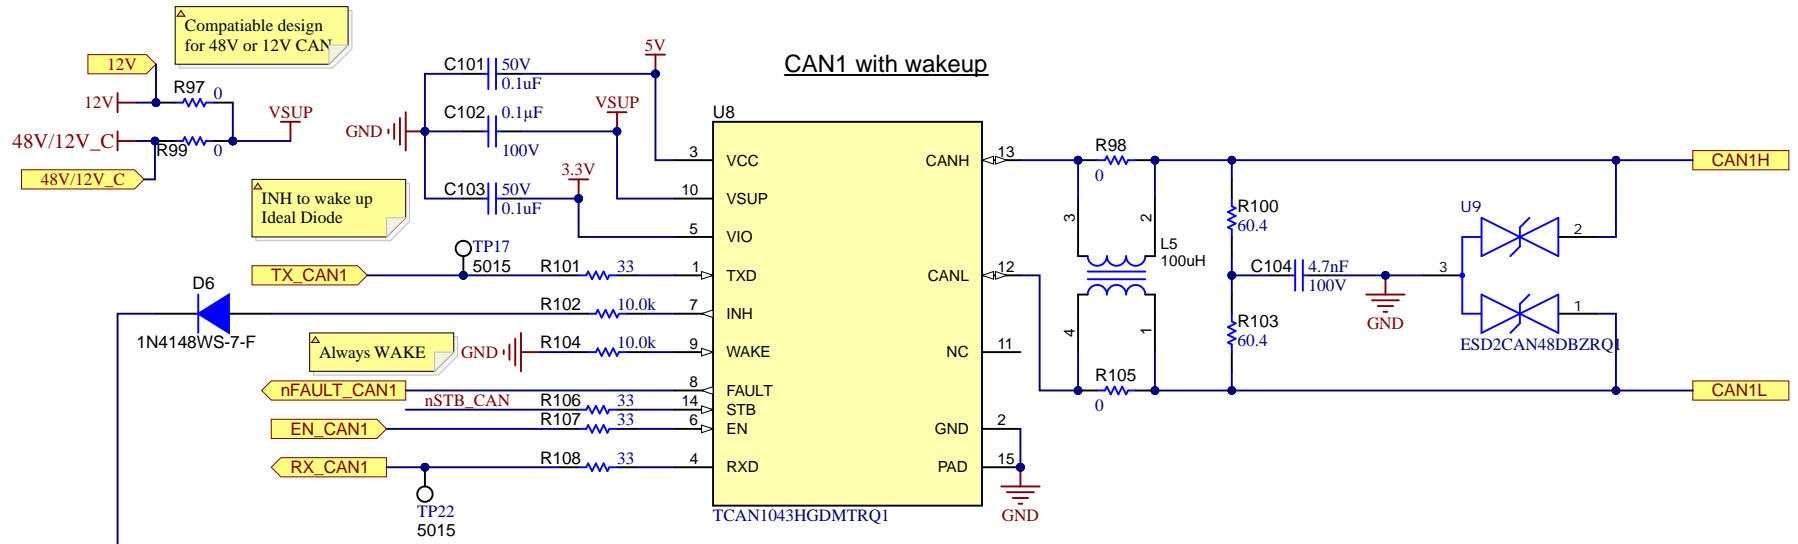 Compatiable design
for 48V or 12V CAN
12V
R97
0
12V
VSUP
48V/12V_C
R99
0
48V/12V_C
INH to wake up
Ideal Diode
C101
50V
0.1uF
5V
C102
0.1µF
100V
VSUP
GND
C103
50V
0.1uF
3.3V
CAN1 with wakeup
U8
3
VCC
10
VSUP
5
VIO
TX_CAN1
TP17
5015
R101
33
1
TXD
D6
1N4148WS-7-F
R102
10.0k
7
INH
Always WAKE
GND
R104
10.0k
9
WAKE
nFAULT_CAN1
8
FAULT
nSTB_CAN
R106
33
14
STB
EN_CAN1
R107
33
6
EN
RX_CAN1
R108
33
4
RXD
TP22
5015
TCAN1043HGDMTRQ1
CANH
13
CANL
12
NC
11
GND
2
PAD
15
GND
R98
0
3
2
L5
100uH
4
1
R105
0
R100
60.4
C104
4.7nF
100V
R103
60.4
GND
U9
2
3
1
ESD2CAN48DBZRQ1
CAN1H
CAN1L